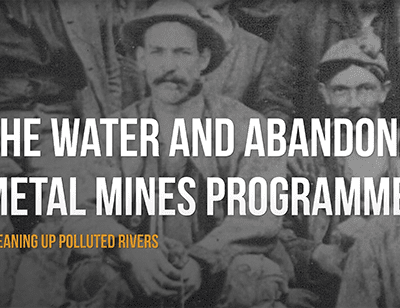 HE WATER AND ABANDON
METAL MINES PROGRAMME
EANING UP POLLUTED RIVERS